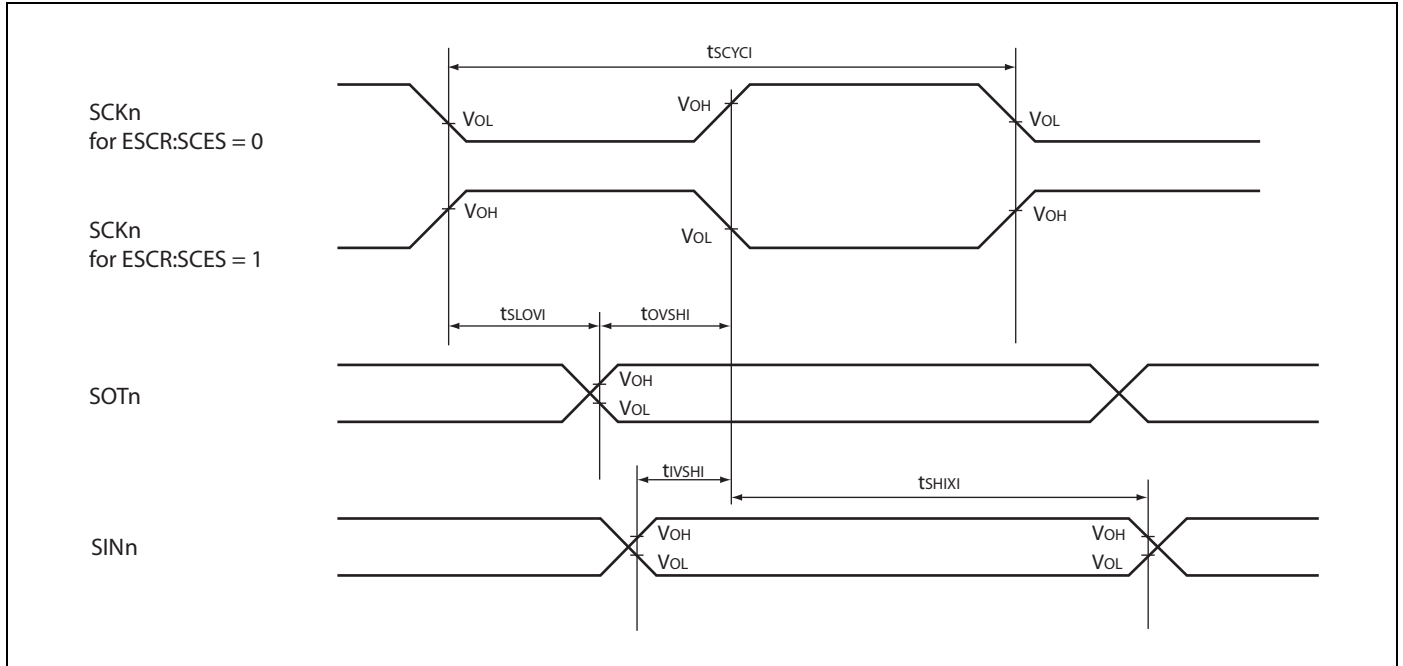 tSCYCI
SCKn
for ESCR:SCES = 0
VOL
VOH
VOL
SCKn
for ESCR:SCES = 1
VOH
VOL
VOH
tSLOVI
tOVSHI
SOTn
VOH
VOL
tIVSHI
tSHIXI
SINn
VOH
VOH
VOL
VOL